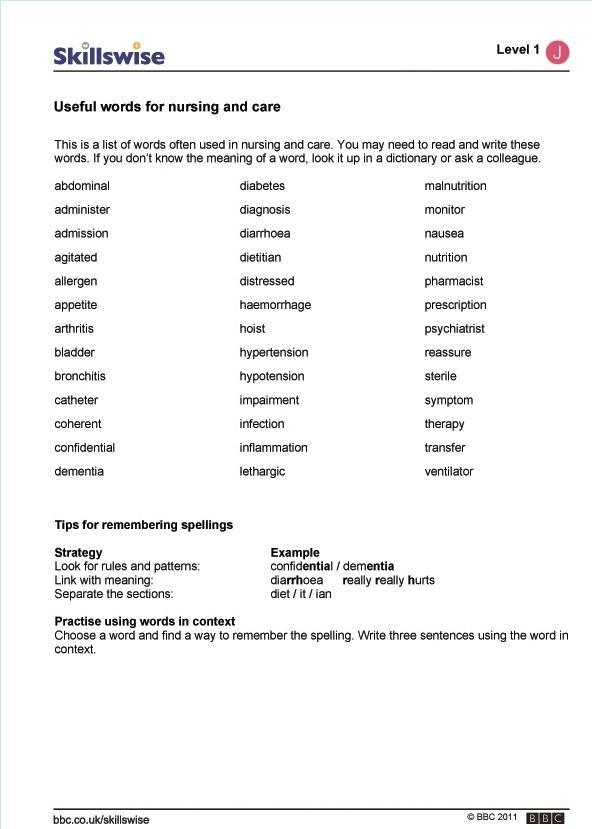 Skillswise
Level 1 J
Useful words for nursing and care
This is a list of words often used in nursing and care. You may need to read and write these
words. If you don’t know the meaning of a word, look it up in a dictionary or ask a colleague.
abdominal diabetes malnutrition
administer diagnosis monitor
admission diarrhoea nausea
agitated dietitian nutrition
allergen distressed pharmacist
appetite haemorrhage prescription
arthritis hoist psychiatrist
bladder hypertension reassure
bronchitis hypotension sterile
catheter impairment symptom
coherent infection therapy
confidential inflammation transfer
dementia lethargic ventilator
Tips for remembering spellings
Strategy Example
Look for rules and patterns: confidential / dementia
Link with meaning: diarrhoea really really hurts
Separate the sections: diet / it / ian
Practise using words in context
Choose a word and find a way to remember the spelling. Write three sentences using the word in
context.
bbc.co.uk/skillswise © BBC 2011 BBC